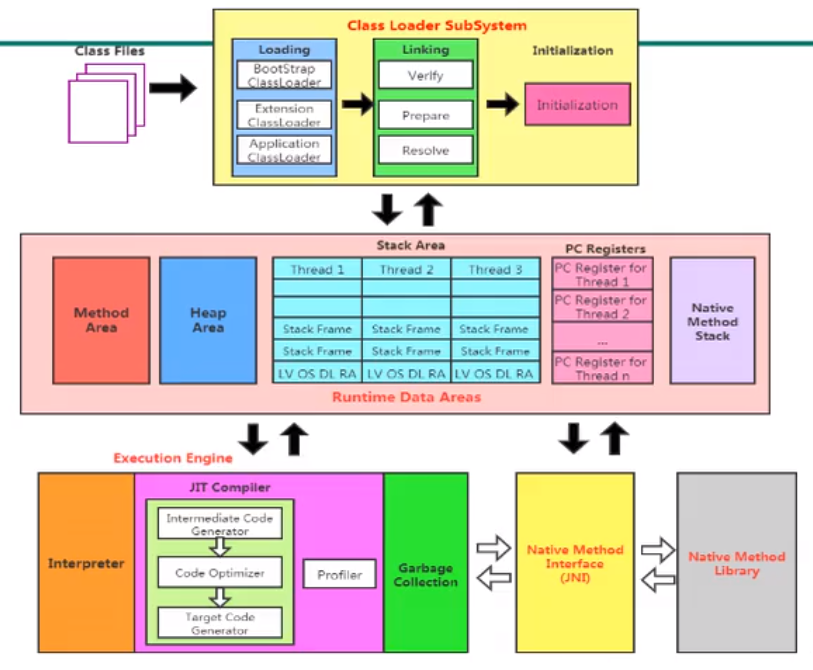 Class Loader SubSystem
Class Files
Loading
Linking
Initialization
BootStrap
ClassLoader
Verify
Extension
ClassLoader
Prepare
Initialization
Application
ClassLoader
Resolve
Stack Area
PC Registers
Method
Area
Heap
Area
Thread 1
Thread 2
Thread 3
Stack Frame
Stack Frame
Stack Frame
Stack Frame
Stack Frame
Stack Frame
LV OS DL RA
LV OS DL RA
LV OS DL RA
PC Register for
Thread 1
PC Register for
Thread 2
...
PC Register for
Thread n
Native
Method
Stack
Runtime Data Areas
Execution Engine
Interpreter
JIT Compiler
Intermediate Code
Generator
Code Optimizer
Target Code
Generator
Profiler
Garbage
Collection
Native Method
Interface
(JNI)
Native Method
Library